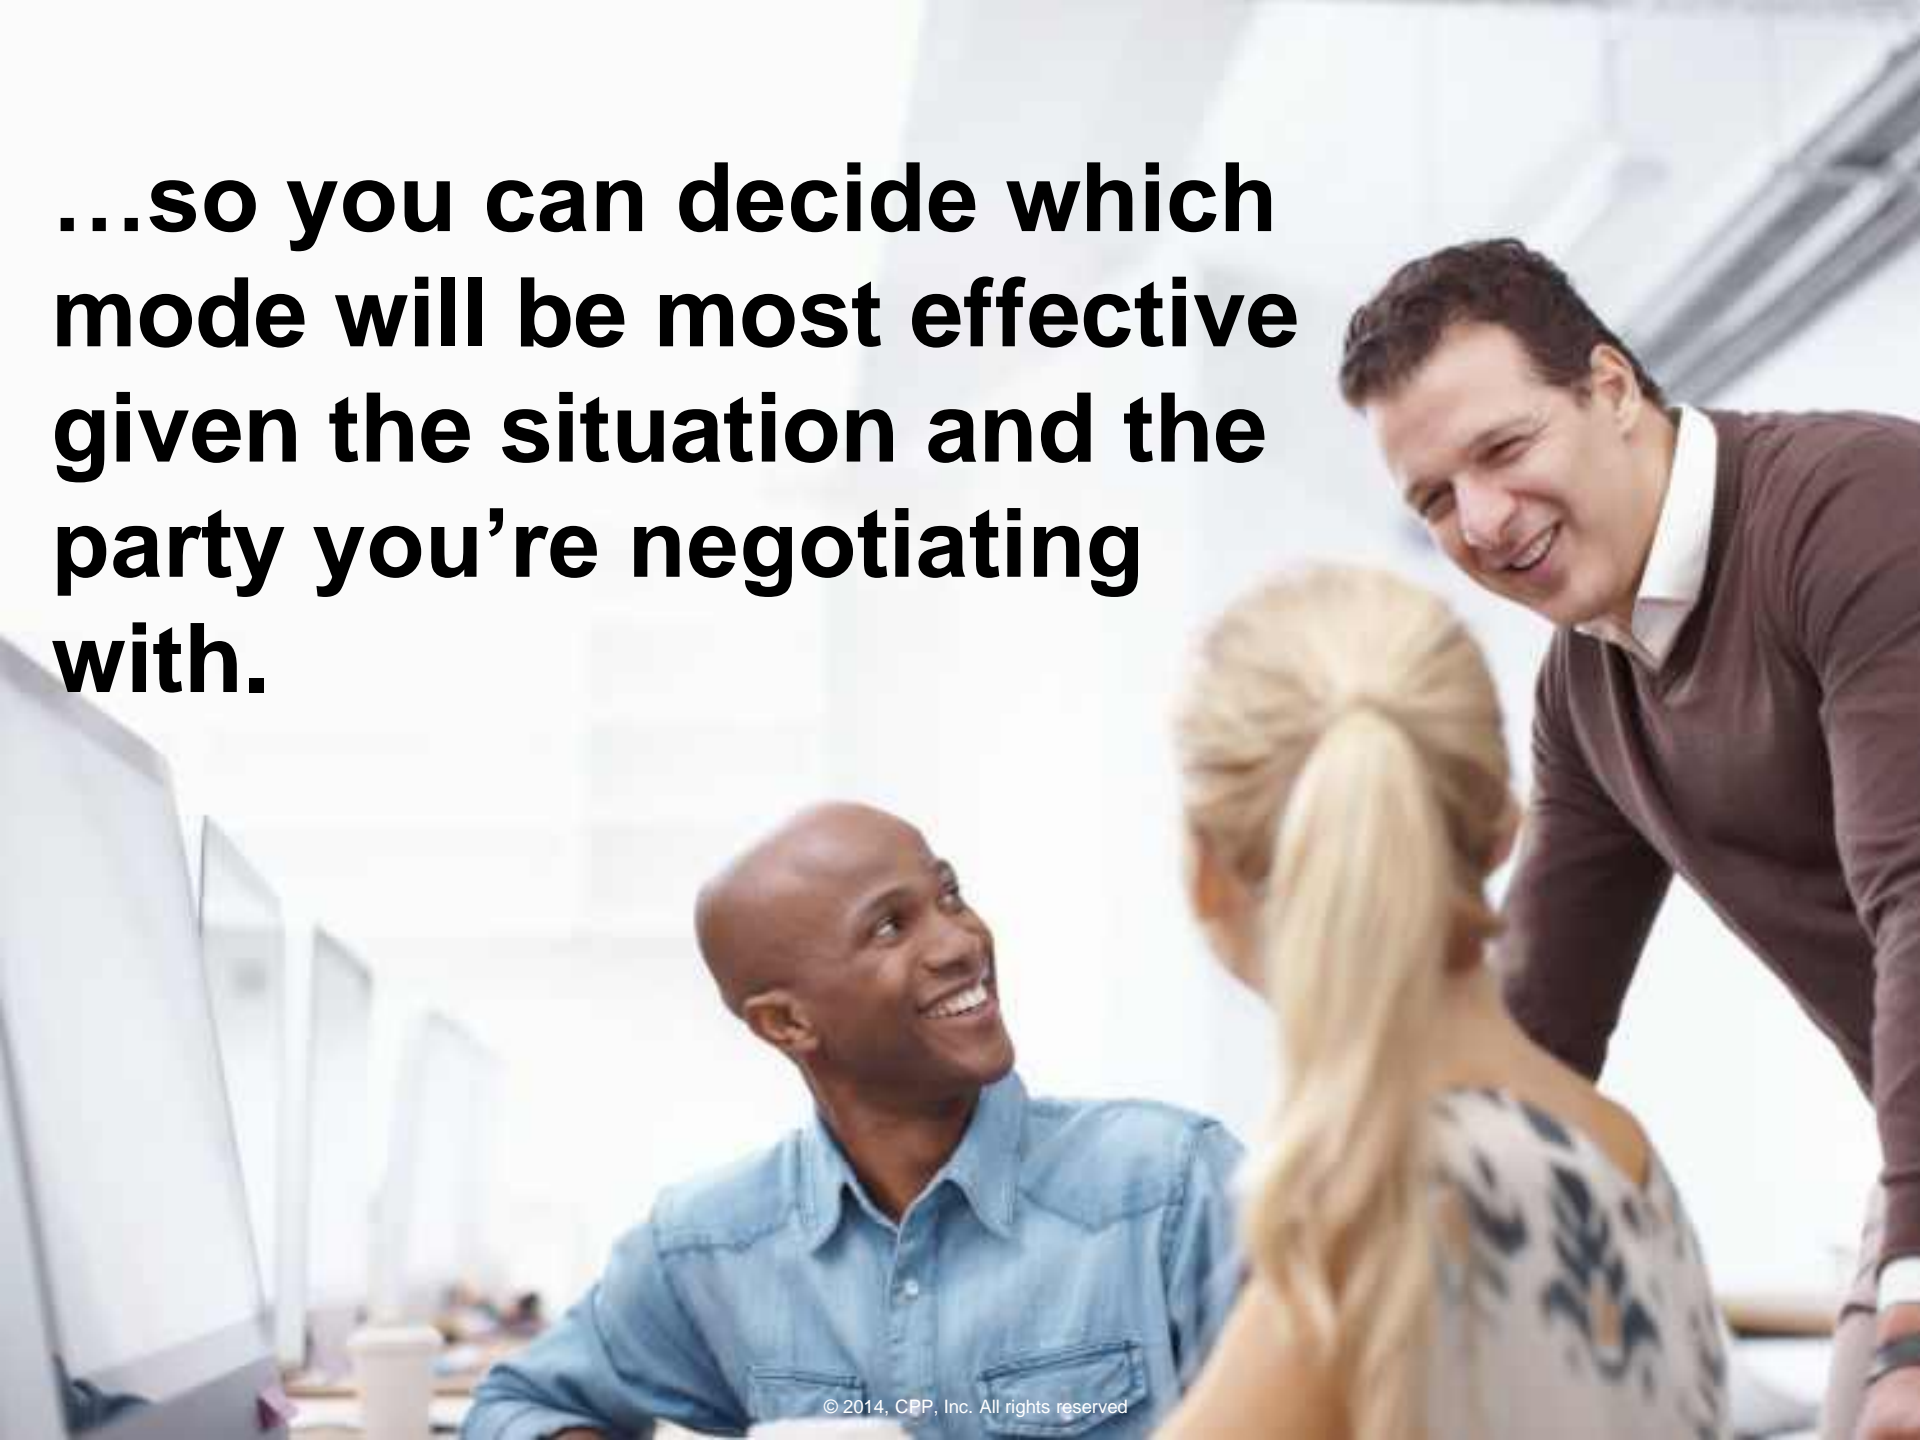 …so you can decide which
mode will be most effective
given the situation and the
party you’re negotiating
with.
© 2014, CPP, Inc. All rights reserved